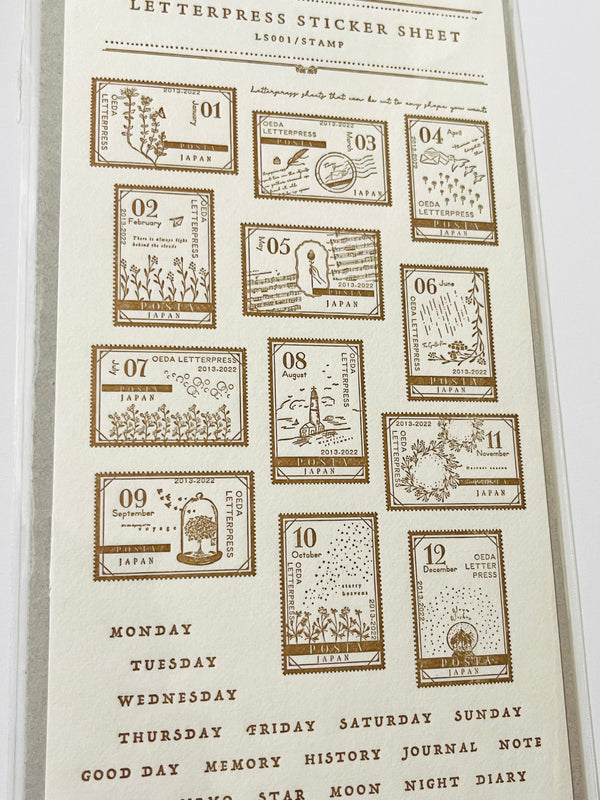 LETTERPRESS STICKER SHEET
LS001/STAMP
Letterpress sheets that can be cut to any shape you wants
OEDA
LETTERPRESS
2013-2022
01
January
POSTA
JAPAN
OEDA
LETTERPRESS
2013-2022
03
March
POSTA
JAPAN
04
April
2013-2022
OEDA
LETTERPRESS
POSTA
JAPAN
02
February
OEDA
LETTERPRESS
2013-2022
There is always light
behind the clouds
POSTA
JAPAN
May
05
OEDA
LETTERPRESS
POSTA
2013-2022
JAPAN
06
June
OEDA
LETTERPRESS
2013-2022
POSTA
JAPAN
07
July
OEDA LETTERPRESS
2013-2022
POSTA
JAPAN
08
August
OEDA
LETTERPRESS
POSTA
2013-2022
JAPAN
2013-2022
OEDA
LETTERPRESS
11
November
POSTA
JAPAN
09
September
2013-2022
OEDA
LETTERPRESS
voyage
POSTA
JAPAN
10
October
OEDA
LETTERPRESS
starry
heavens
2013-2022
POSTA
JAPAN
12
December
OEDA
LETTER
PRESS
2013-2022
POSTA
JAPAN
MONDAY
TUESDAY
WEDNESDAY
THURSDAY FRIDAY SATURDAY SUNDAY
GOOD DAY MEMORY HISTORY JOURNAL NOTE
MEMO STAR MOON NIGHT DIARY